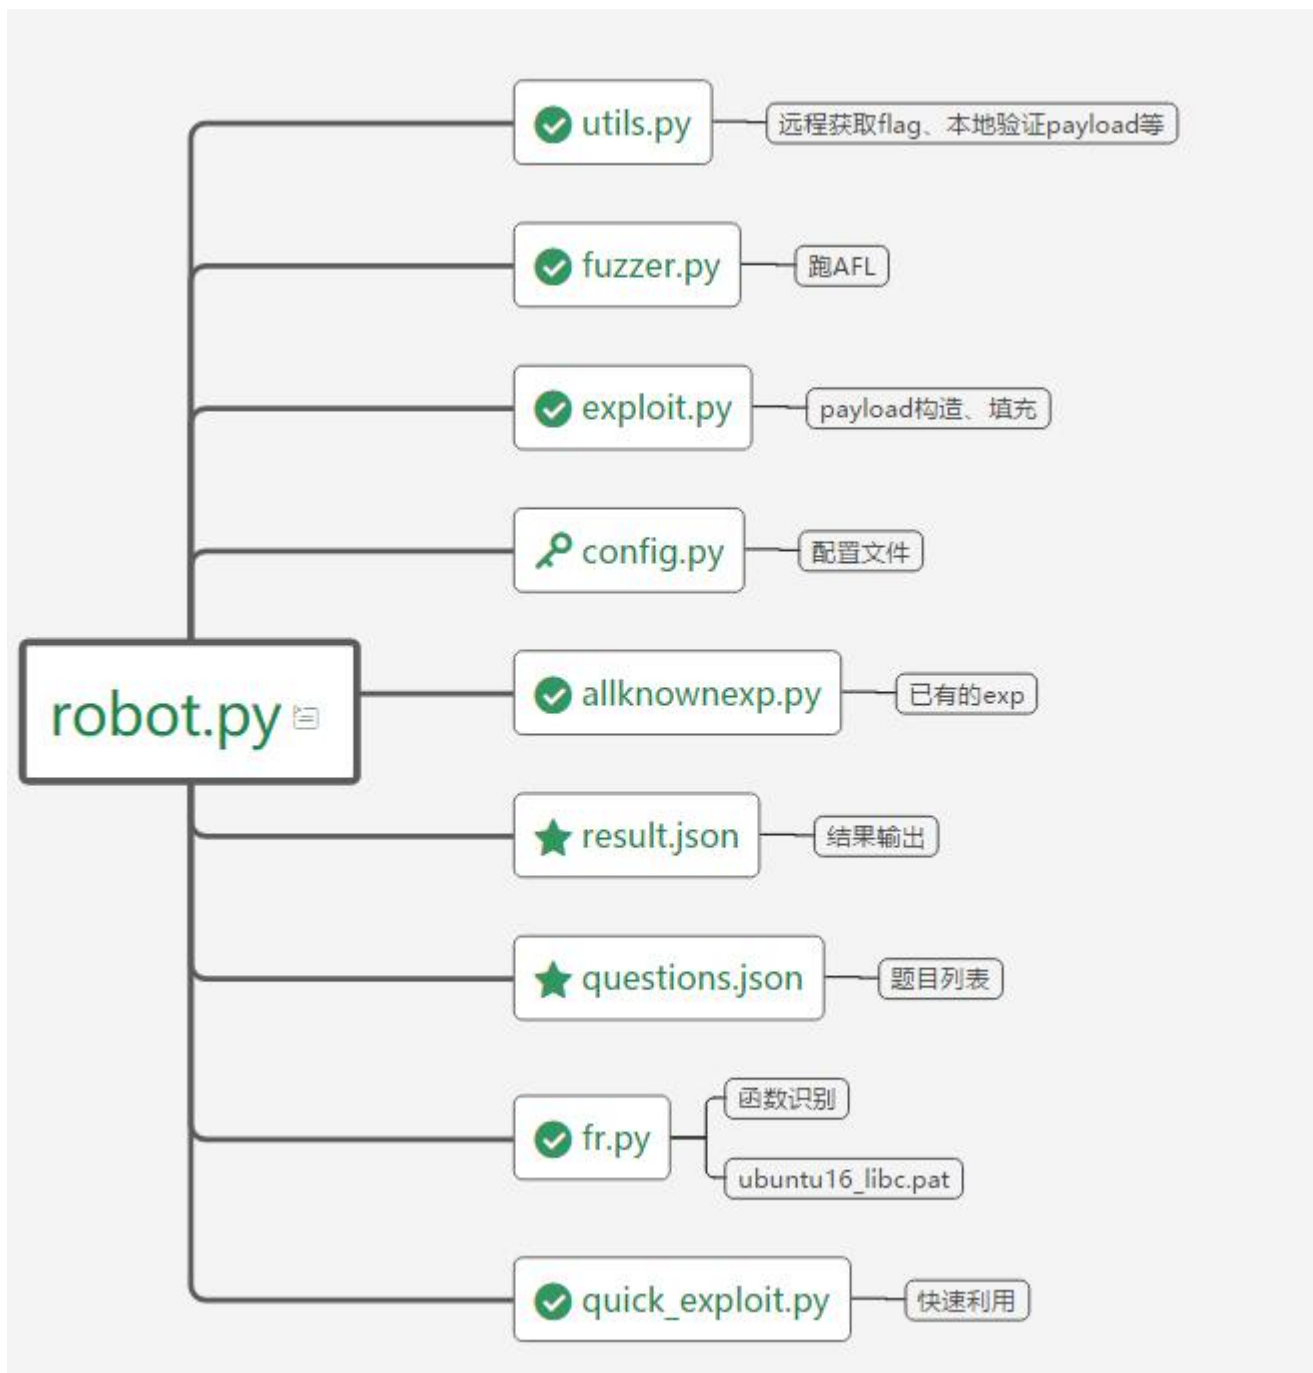 utils.py
远程获取flag、本地验证payload等
fuzzer.py
跑AFL
exploit.py
payload构造、填充
config.py
配置文件
robot.py
allknownexp.py
已有的exp
result.json
结果输出
questions.json
题目列表
fr.py
函数识别
ubuntu16_libc.pat
quick_exploit.py
快速利用